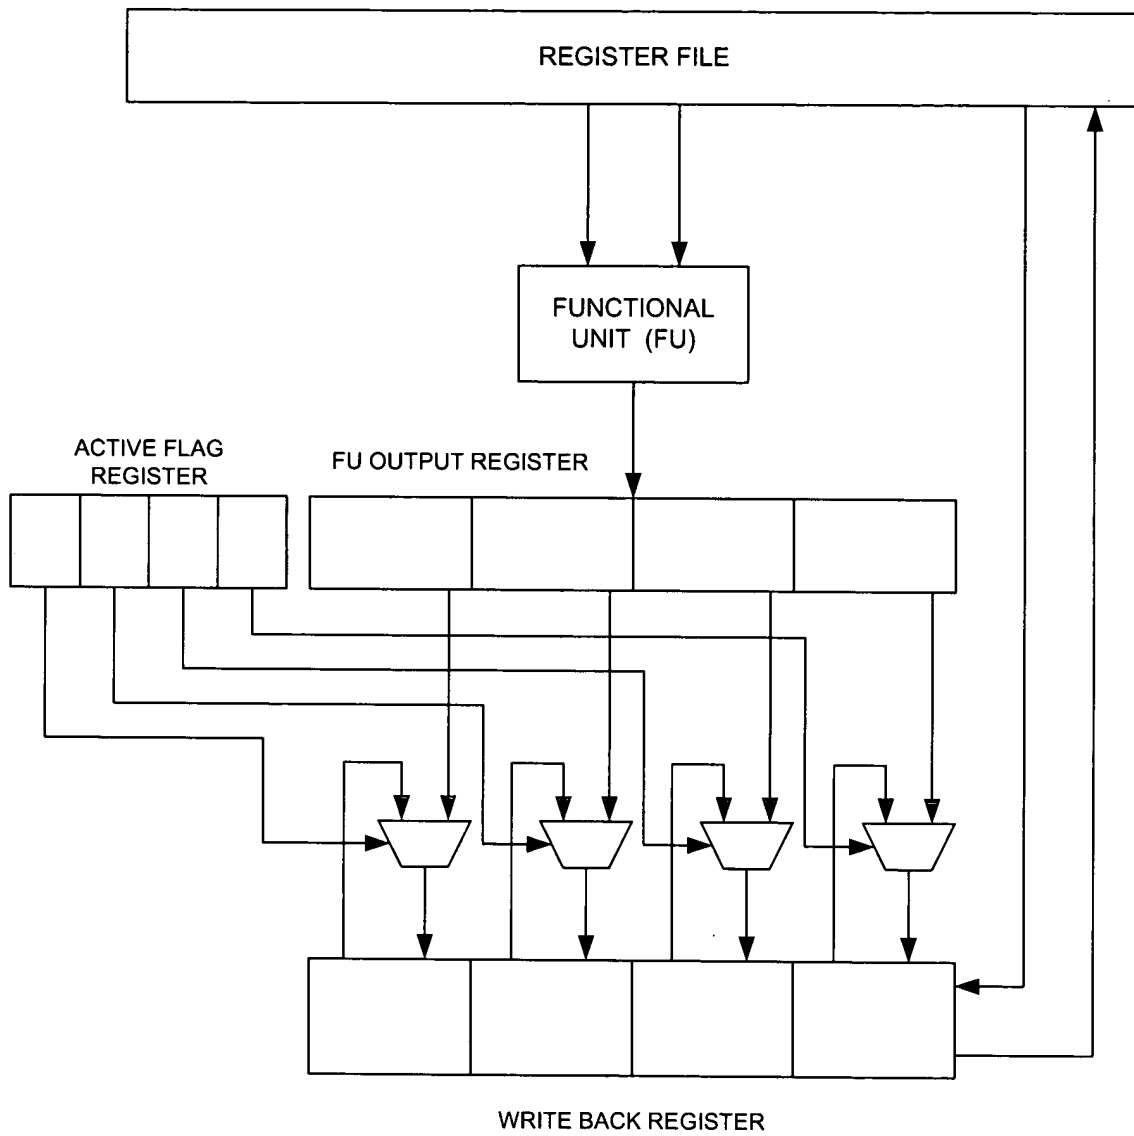 REGISTER FILE
FUNCTIONAL
UNIT (FU)
ACTIVE FLAG
REGISTER
FU OUTPUT REGISTER
WRITE BACK REGISTER